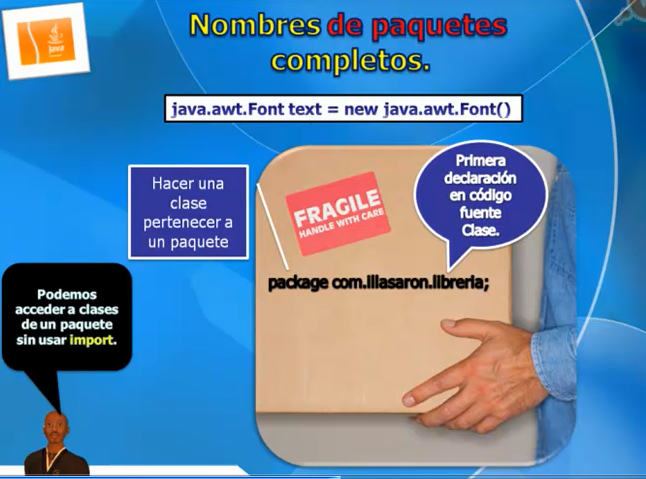 Java
Nombres de paquetes
completos.
java.awt.Font text = new java.awt.Font()
Hacer una
clase
pertenecer a
un paquete
FRAGILE
HANDLE WITH CARE
Primera
declaración
en código
fuente
Clase.
package com.illasaron.libreria;
Podemos
acceder a clases
de un paquete
sin usar import.